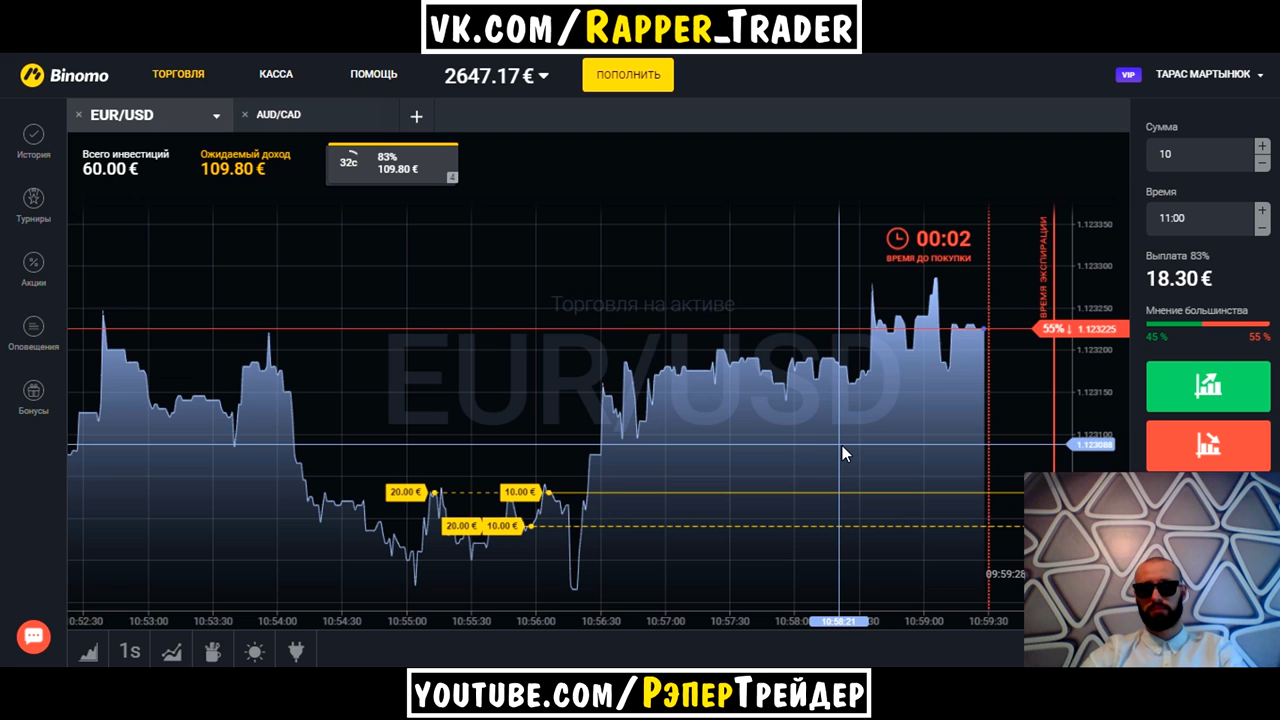 vk.com/Rapper_Trader
Binomo
ТОРГОВЛЯ
КАССА
ПОМОЩЬ
2647.17 €
ПОПОЛНИТЬ
VIP
ТАРАС МАРТЫНЮК
× EUR/USD
× AUD/CAD
+
История
Турниры
Акции
Оповещения
Бонусы
Всего инвестиций
60.00 €
Ожидаемый доход
109.80 €
32с
83%
109.80 €
4
Торговля на активе
EUR/USD
00:02
ВРЕМЯ ДО ПОКУПКИ
ВРЕМЯ ЭКСПИРАЦИИ
1.123350
1.123300
1.123250
55% ↓ 1.123225
1.123200
1.123150
1.123100
1.123088
20.00 €
10.00 €
20.00 €
10.00 €
09:59:28
0:52:30
10:53:00
10:53:30
10:54:00
10:54:30
10:55:00
10:55:30
10:56:00
10:56:30
10:57:00
10:57:30
10:58:21
10:59:00
10:59:30
1s
Сумма
10
Время
11:00
Выплата 83%
18.30 €
Мнение большинства
45 %
55 %
youtube.com/РэперТрейдер